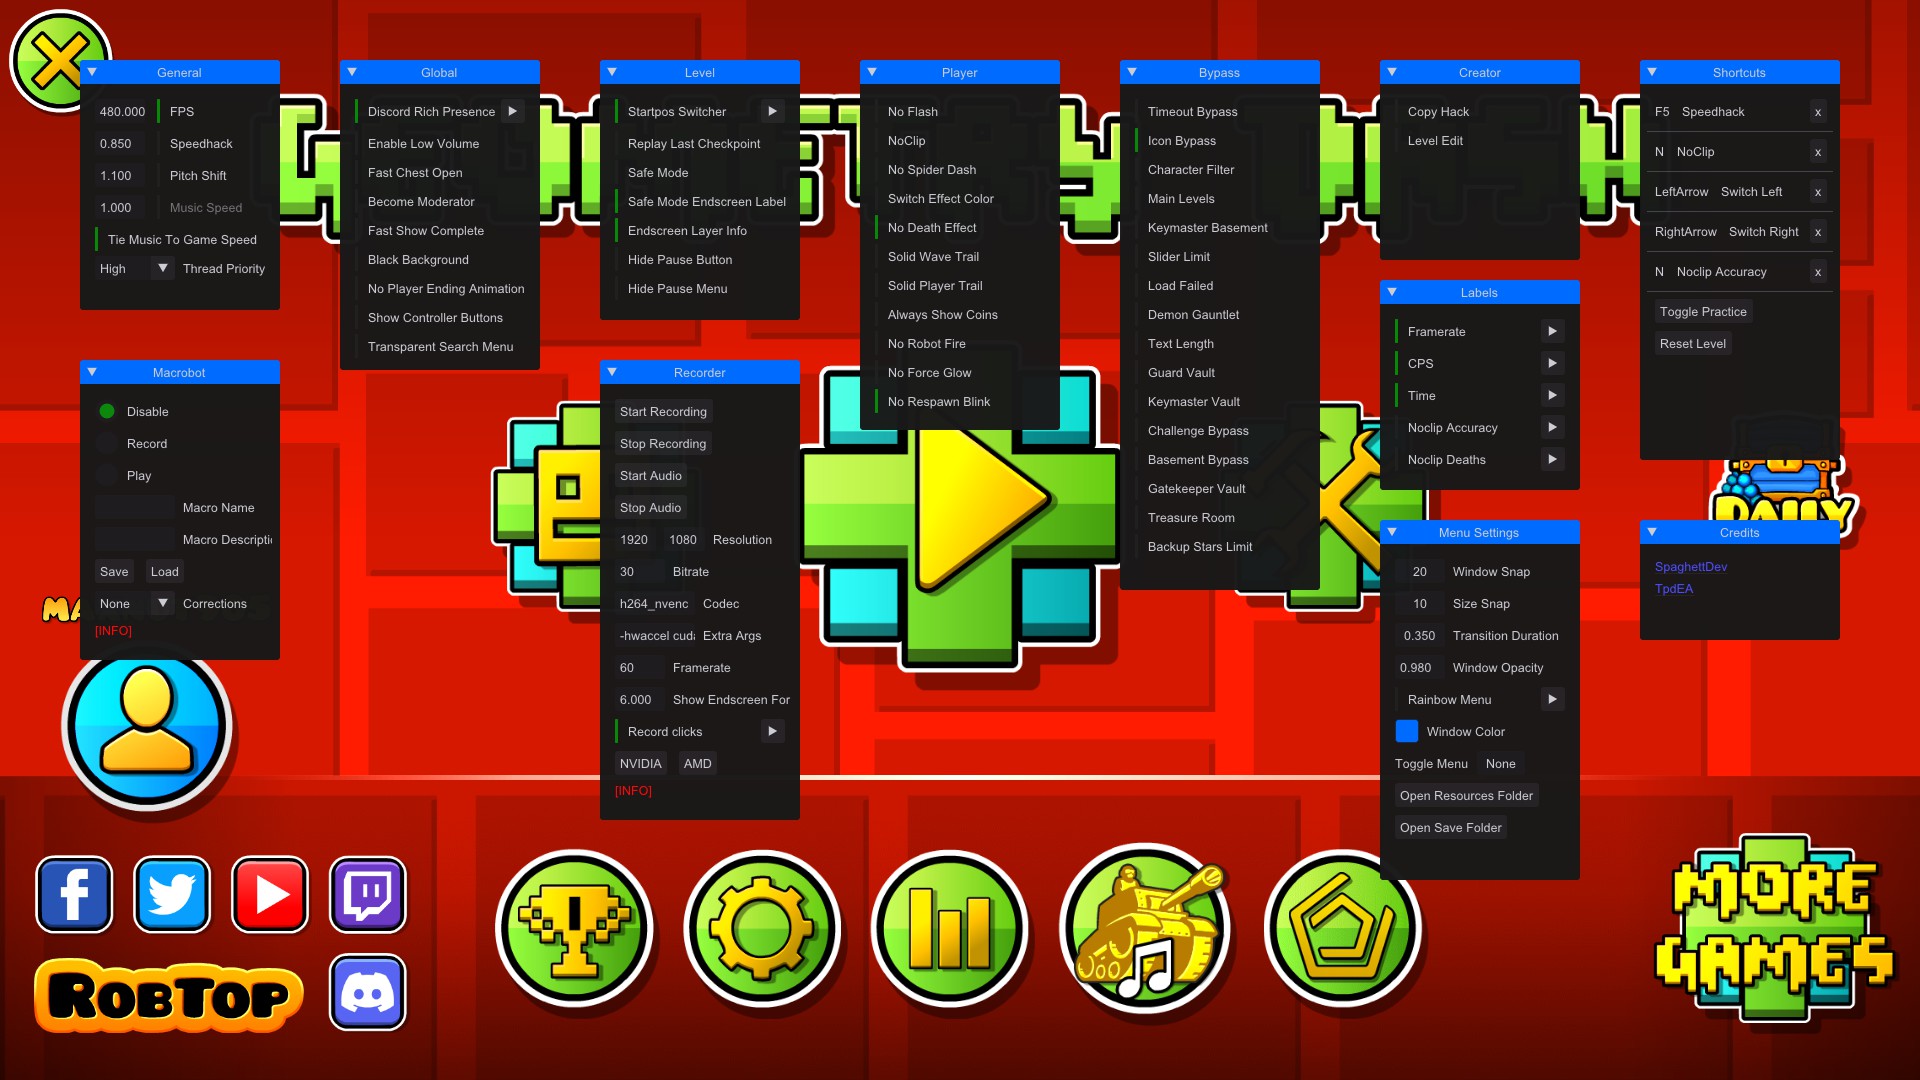 General
480.000 FPS
0.850 Speedhack
1.100 Pitch Shift
1.000 Music Speed
Tie Music To Game Speed
High Thread Priority
Global
Discord Rich Presence
Enable Low Volume
Fast Chest Open
Become Moderator
Fast Show Complete
Black Background
No Player Ending Animation
Show Controller Buttons
Transparent Search Menu
Level
Startpos Switcher
Replay Last Checkpoint
Safe Mode
Safe Mode Endscreen Label
Endscreen Layer Info
Hide Pause Button
Hide Pause Menu
Player
No Flash
NoClip
No Spider Dash
Switch Effect Color
No Death Effect
Solid Wave Trail
Solid Player Trail
Always Show Coins
No Robot Fire
No Force Glow
No Respawn Blink
Bypass
Timeout Bypass
Icon Bypass
Character Filter
Main Levels
Keymaster Basement
Slider Limit
Load Failed
Demon Gauntlet
Text Length
Guard Vault
Keymaster Vault
Challenge Bypass
Basement Bypass
Gatekeeper Vault
Treasure Room
Backup Stars Limit
Creator
Copy Hack
Level Edit
Labels
Framerate
CPS
Time
Noclip Accuracy
Noclip Deaths
Shortcuts
F5 Speedhack x
N NoClip x
LeftArrow Switch Left x
RightArrow Switch Right x
N Noclip Accuracy x
Toggle Practice
Reset Level
Macrobot
Disable
Record
Play
Macro Name
Macro Descripti
Save Load
None Corrections
[INFO]
Recorder
Start Recording
Stop Recording
Start Audio
Stop Audio
1920 1080 Resolution
30 Bitrate
h264_nvenc Codec
-hwaccel cuda Extra Args
60 Framerate
6.000 Show Endscreen For
Record clicks
NVIDIA AMD
[INFO]
Menu Settings
20 Window Snap
10 Size Snap
0.350 Transition Duration
0.980 Window Opacity
Rainbow Menu
Window Color
Toggle Menu None
Open Resources Folder
Open Save Folder
Credits
SpaghettDev
TpdEA
DAILY
ROBTOP
MORE
GAMES